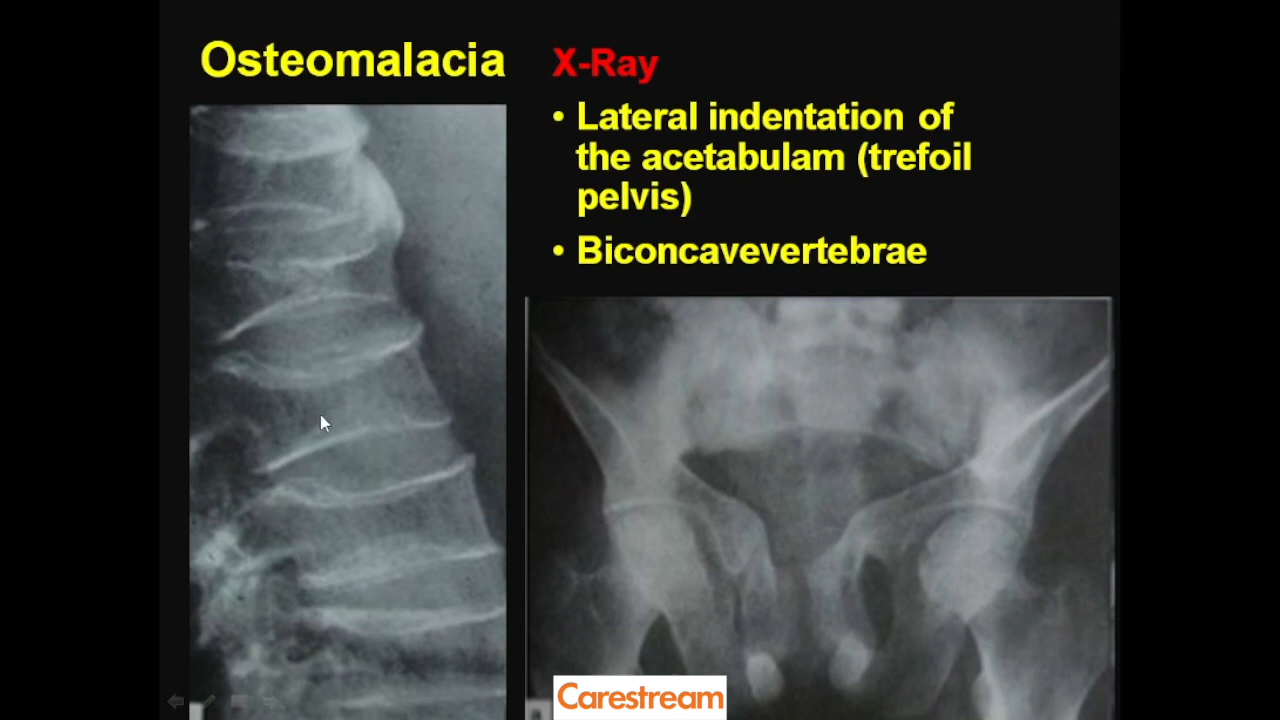 Osteomalacia
X-Ray
• Lateral indentation of
the acetabulam (trefoil
pelvis)
• Biconcavevertebrae
Carestream